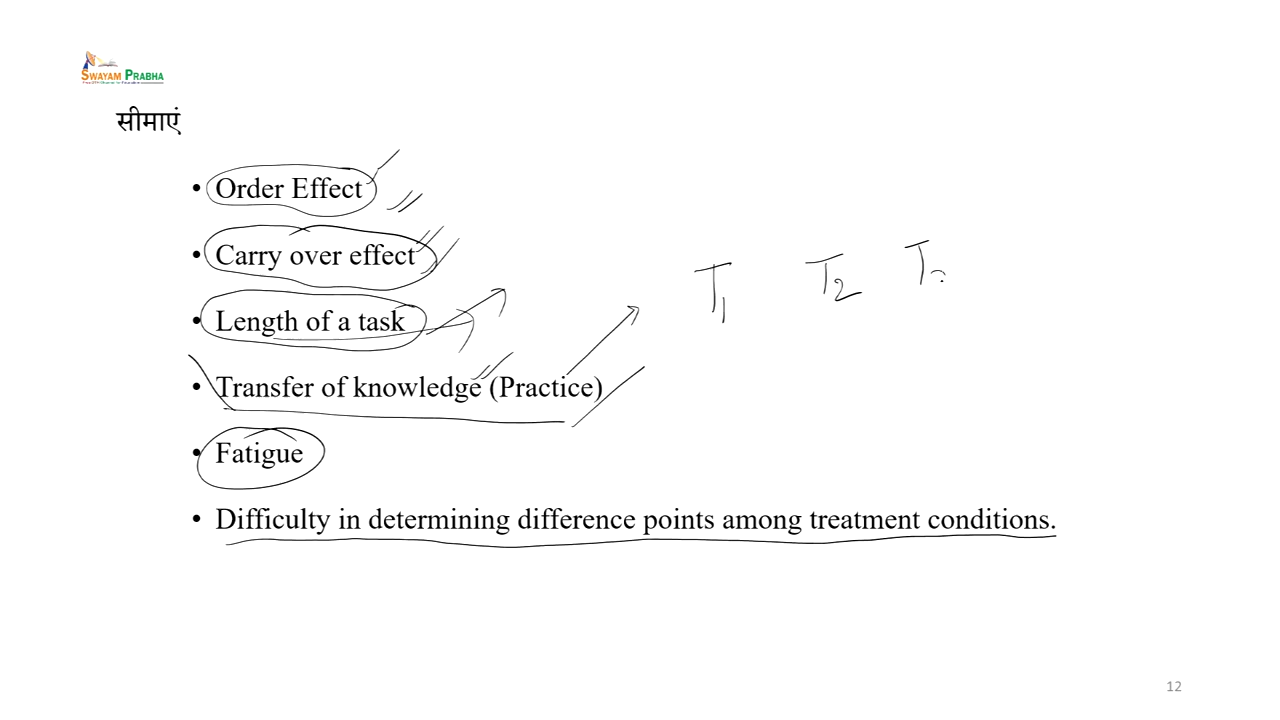 SWAYAM PRABHA
सीमाएं
• Order Effect
• Carry over effect
• Length of a task
• Transfer of knowledge (Practice)
• Fatigue
• Difficulty in determining difference points among treatment conditions.
T1 T2 T3
12